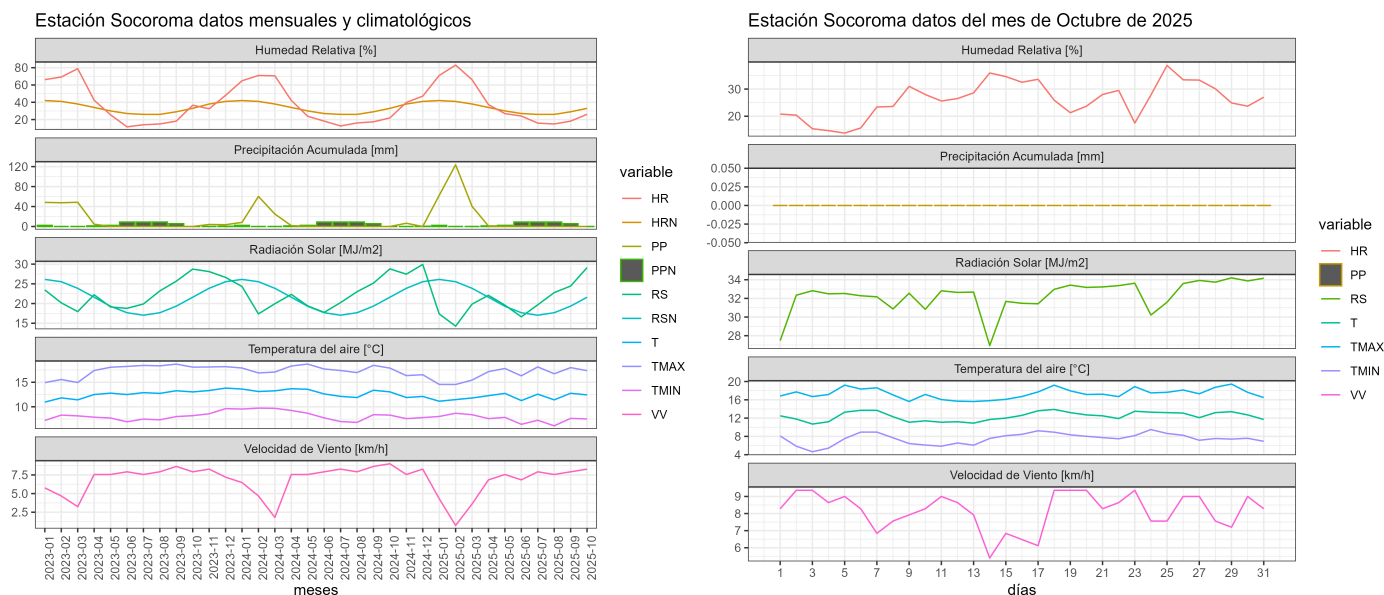 Estación Socoroma datos mensuales y climatológicos
Humedad Relativa [%]
80
60
40
20
Precipitación Acumulada [mm]
120
80
40
0
Radiación Solar [MJ/m2]
30
25
20
15
Temperatura del aire [°C]
15
10
Velocidad de Viento [km/h]
7.5
5.0
2.5
2023-01
2023-02
2023-03
2023-04
2023-05
2023-06
2023-07
2023-08
2023-09
2023-10
2023-11
2023-12
2024-01
2024-02
2024-03
2024-04
2024-05
2024-06
2024-07
2024-08
2024-09
2024-10
2024-11
2024-12
2025-01
2025-02
2025-03
2025-04
2025-05
2025-06
2025-07
2025-08
2025-09
2025-10
meses
variable
HR
HRN
PP
PPN
RS
RSN
T
TMAX
TMIN
VV
Estación Socoroma datos del mes de Octubre de 2025
Humedad Relativa [%]
30
20
Precipitación Acumulada [mm]
0.050
0.025
0.000
-0.025
-0.050
Radiación Solar [MJ/m2]
34
32
30
28
Temperatura del aire [°C]
20
16
12
8
4
Velocidad de Viento [km/h]
9
8
7
6
1 3 5 7 9 11 13 15 17 19 21 23 25 27 29 31
días
variable
HR
PP
RS
T
TMAX
TMIN
VV